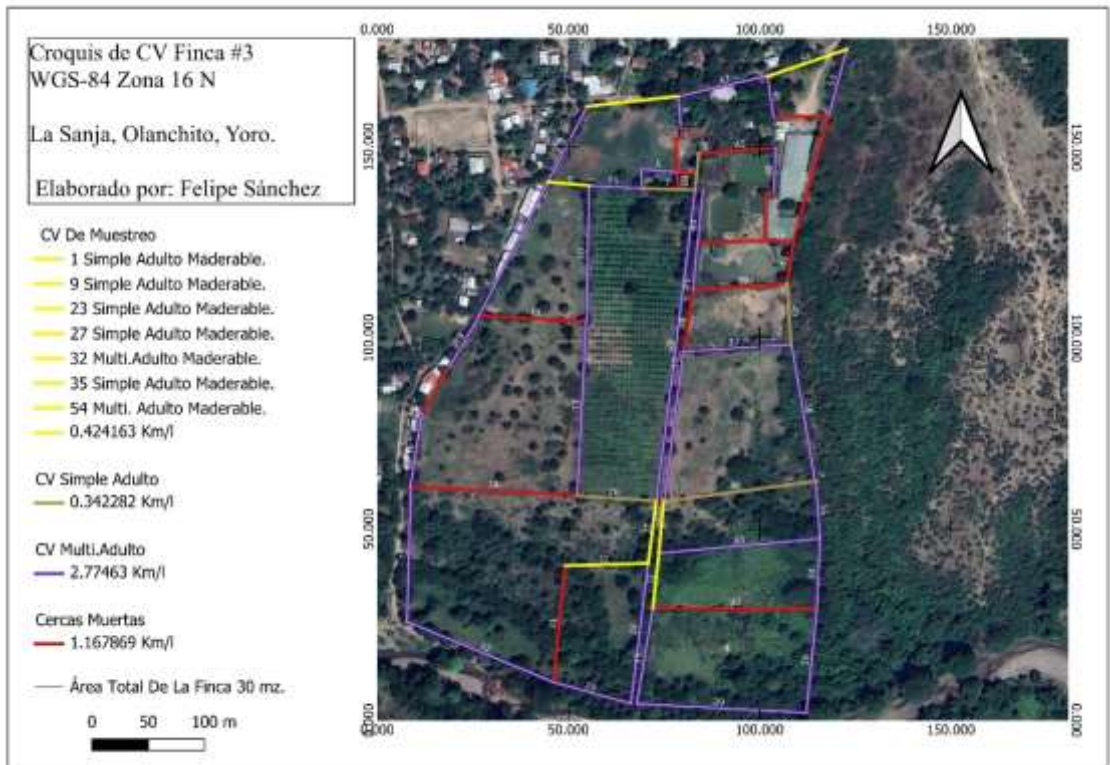 0.000 50.000 100.000 150.000
Croquis de CV Finca #3
WGS-84 Zona 16 N
La Sanja, Olanchito, Yoro.
Elaborado por: Felipe Sánchez
CV De Muestreo
1 Simple Adulto Maderable.
9 Simple Adulto Maderable.
23 Simple Adulto Maderable.
27 Simple Adulto Maderable.
32 Multi.Adulto Maderable.
35 Simple Adulto Maderable.
54 Multi. Adulto Maderable.
0.424163 Km/l
CV Simple Adulto
0.342282 Km/l
CV Multi.Adulto
2.77463 Km/l
Cercas Muertas
1.167869 Km/l
Área Total De La Finca 30 mz.
0 50 100 m
150.000
100.000
50.000
0.000
150.000
100.000
50.000
0.000
0.000 50.000 100.000 150.000